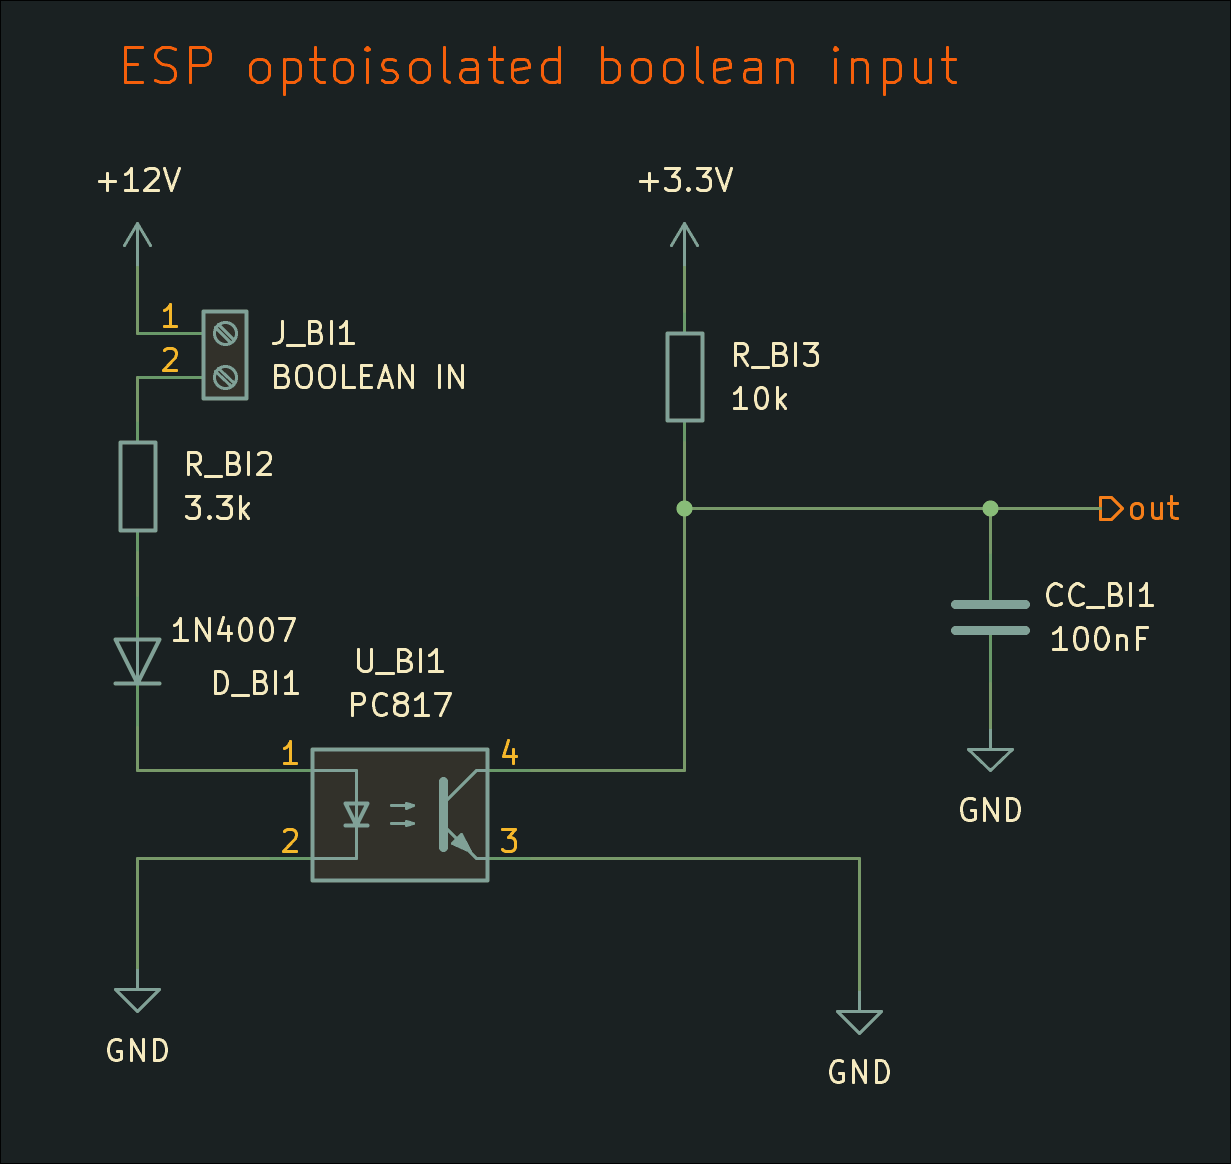 ESP optoisolated boolean input
+12V
+3.3V
1
2
J_BI1
BOOLEAN IN
R_BI3
10k
R_BI2
3.3k
out
CC_BI1
100nF
1N4007
D_BI1
U_BI1
PC817
1
4
2
3
GND
GND
GND